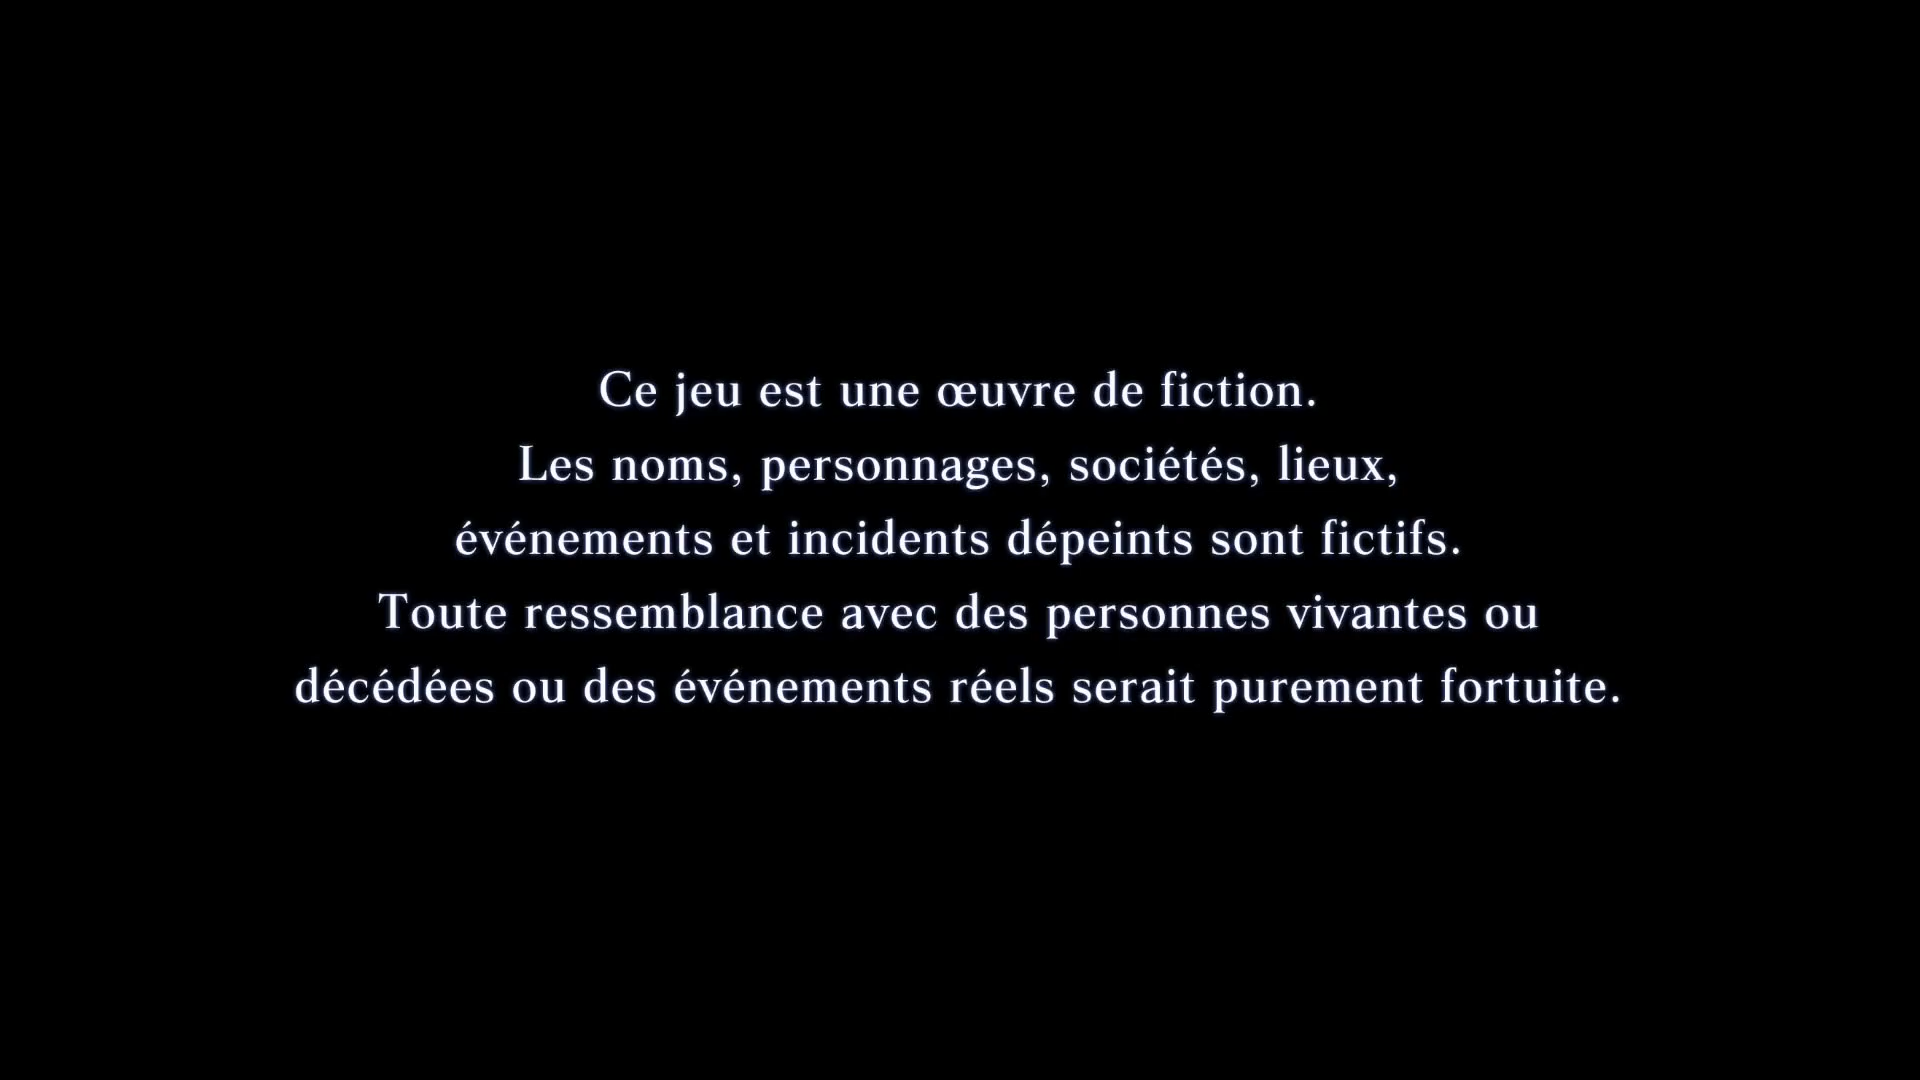 Ce jeu est une œuvre de fiction.
Les noms, personnages, sociétés, lieux,
événements et incidents dépeints sont fictifs.
Toute ressemblance avec des personnes vivantes ou
décédées ou des événements réels serait purement fortuite.